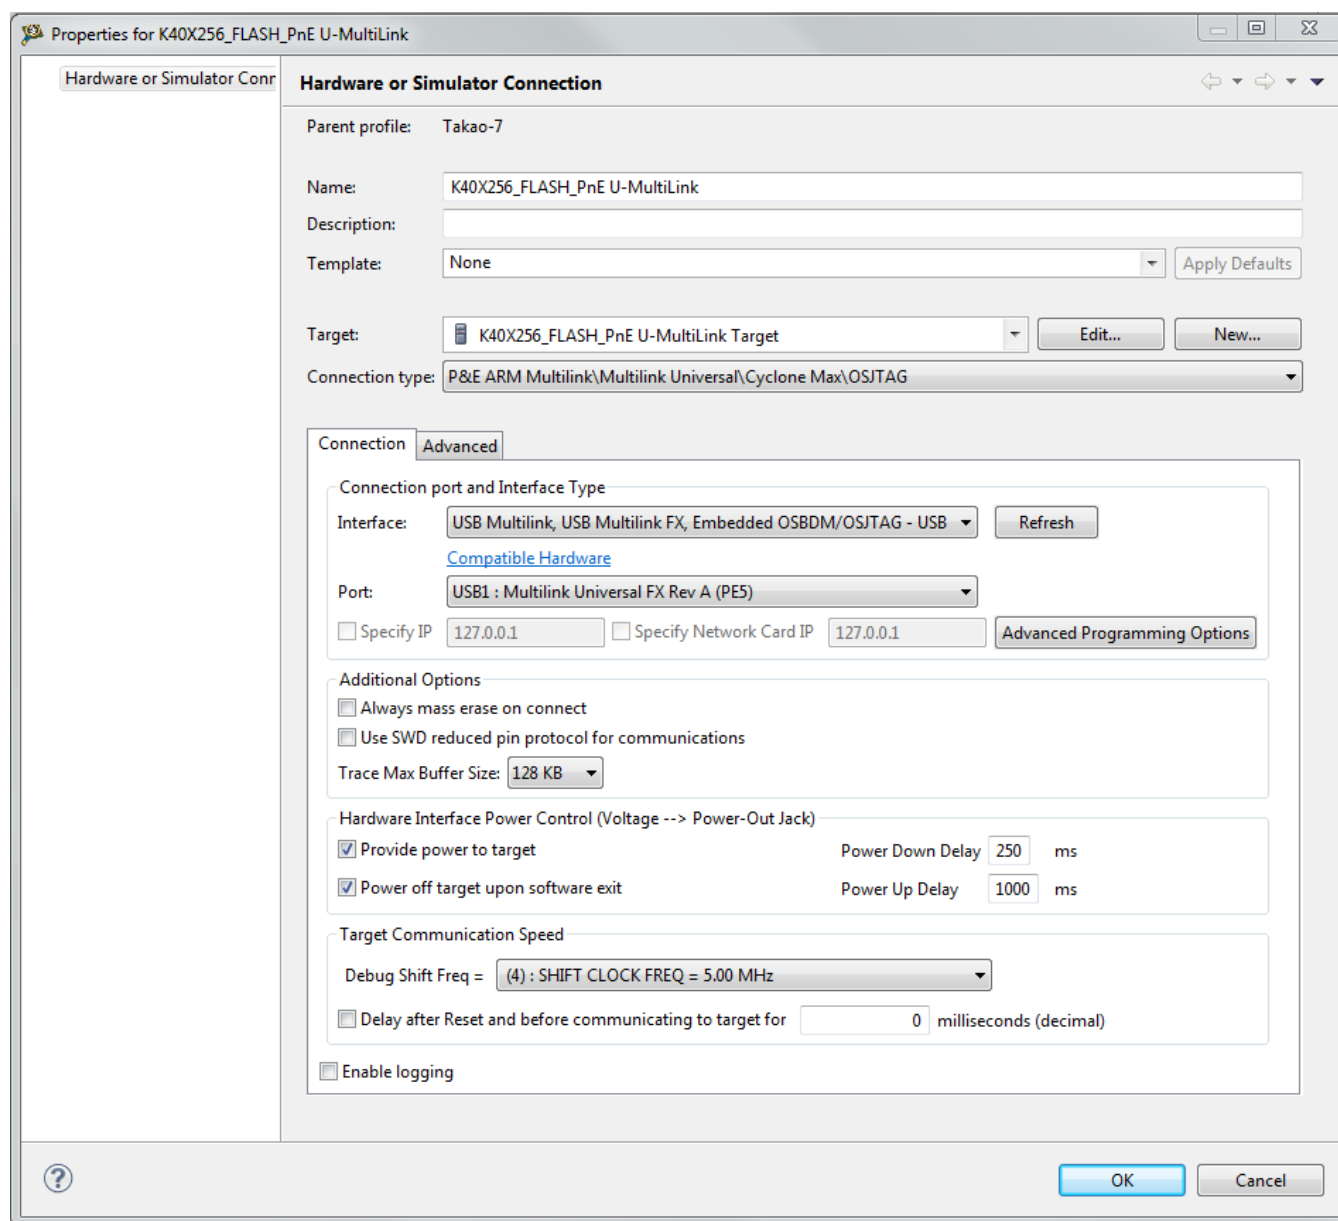 Properties for K40X256_FLASH_PnE U-MultiLink
Hardware or Simulator Conr
Hardware or Simulator Connection
Parent profile: Takao-7
Name: K40X256_FLASH_PnE U-MultiLink
Description:
Template: None Apply Defaults
Target: K40X256_FLASH_PnE U-MultiLink Target Edit... New...
Connection type: P&E ARM Multilink\Multilink Universal\Cyclone Max\OSJTAG
Connection Advanced
Connection port and Interface Type
Interface: USB Multilink, USB Multilink FX, Embedded OSBDM/OSJTAG - USB Refresh
Compatible Hardware
Port: USB1 : Multilink Universal FX Rev A (PE5)
Specify IP 127.0.0.1 Specify Network Card IP 127.0.0.1 Advanced Programming Options
Additional Options
Always mass erase on connect
Use SWD reduced pin protocol for communications
Trace Max Buffer Size: 128 KB
Hardware Interface Power Control (Voltage --> Power-Out Jack)
Provide power to target Power Down Delay 250 ms
Power off target upon software exit Power Up Delay 1000 ms
Target Communication Speed
Debug Shift Freq = (4) : SHIFT CLOCK FREQ = 5.00 MHz
Delay after Reset and before communicating to target for 0 milliseconds (decimal)
Enable logging
? OK Cancel